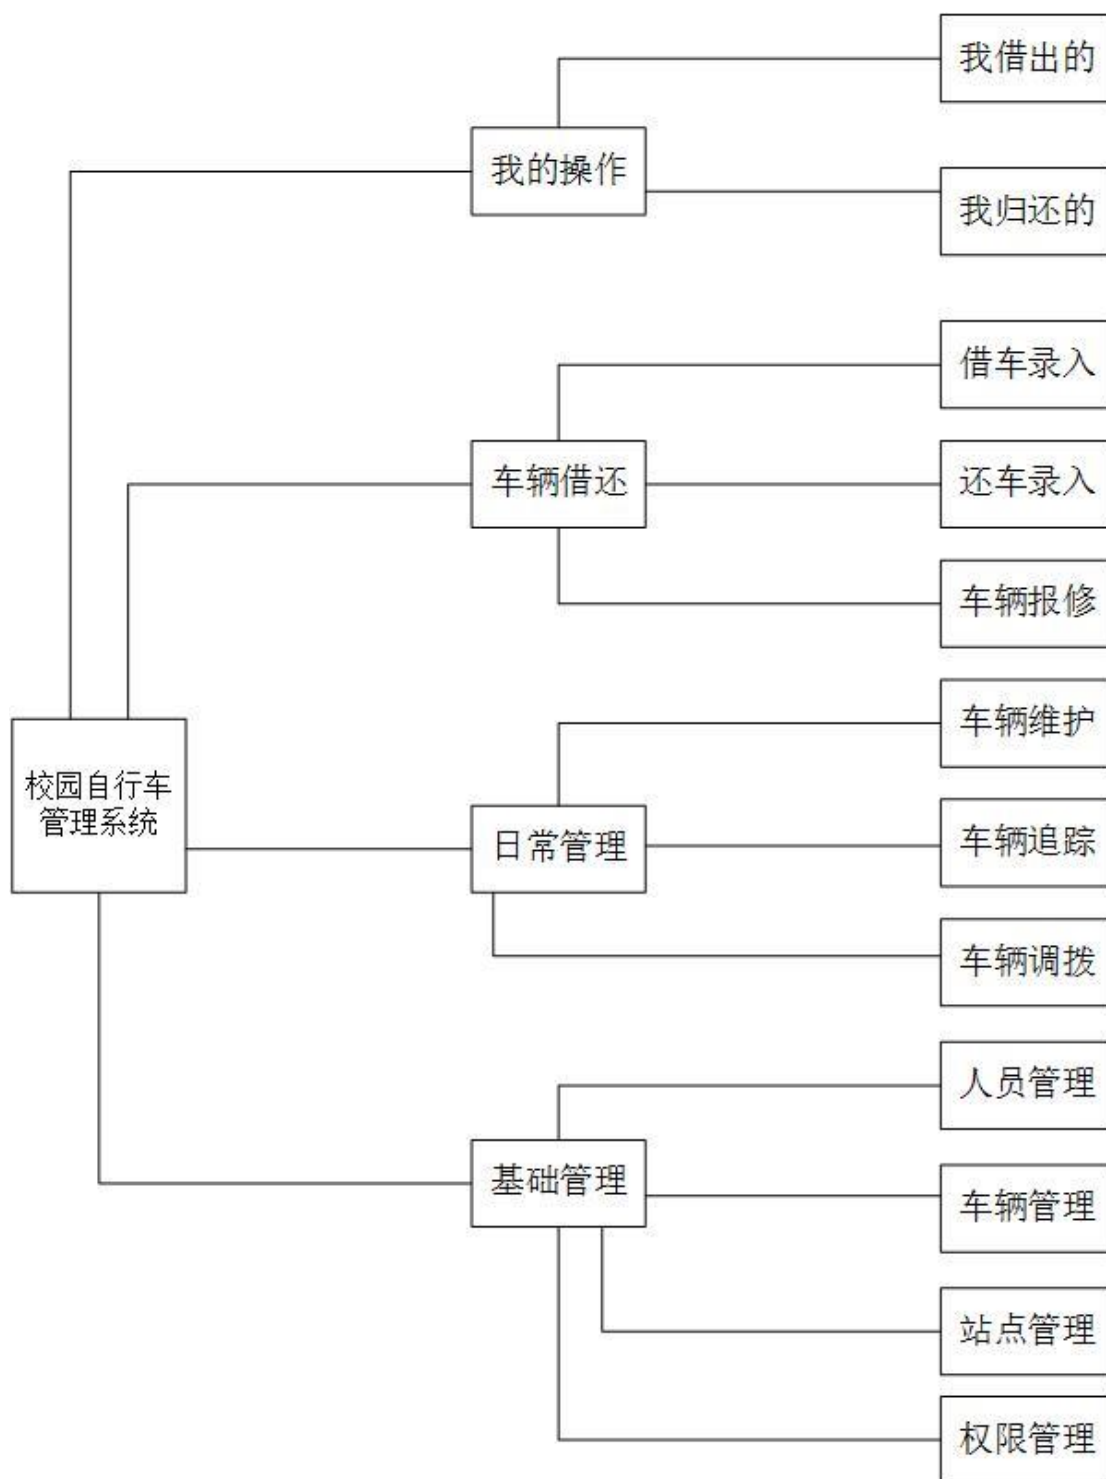 我借出的
我的操作
我归还的
借车录入
车辆借还
还车录入
车辆报修
车辆维护
校园自行车
管理系统
日常管理
车辆追踪
车辆调拨
人员管理
基础管理
车辆管理
站点管理
权限管理